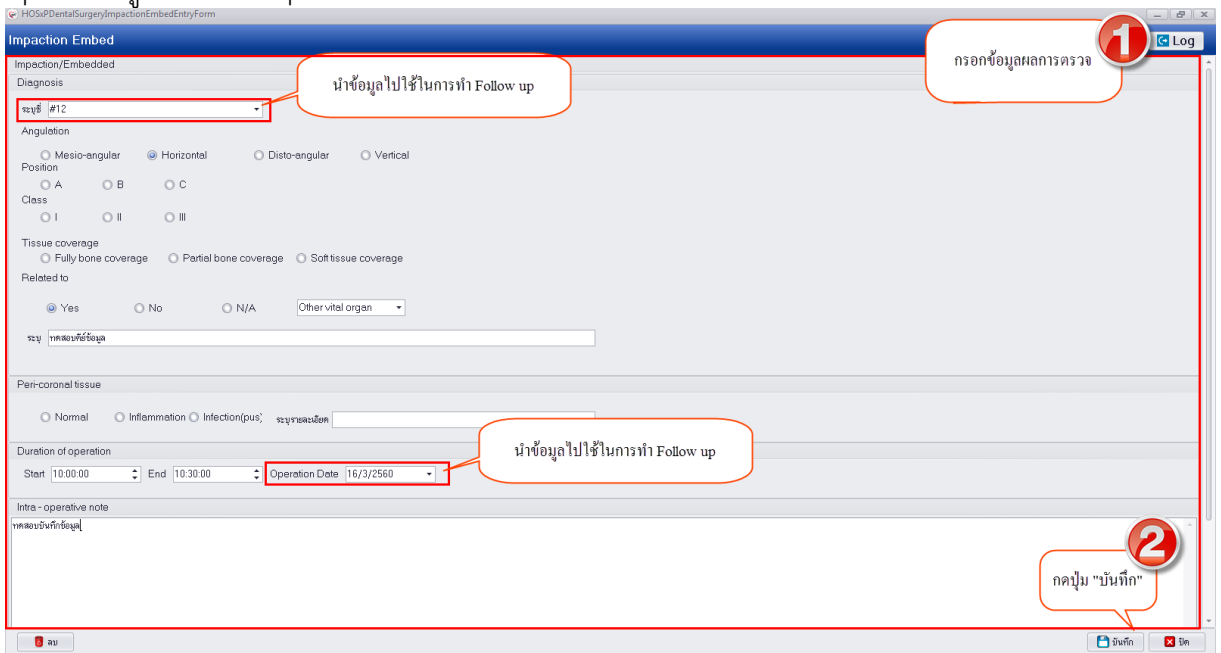 HOSxPDentalSurgeryImpactionEmbedEntryForm
Impaction Embed
1
Log
กรอกข้อมูลผลการตรวจ
Impaction/Embedded
Diagnosis
นำข้อมูลไปใช้ในการทำ Follow up
ระบุซี่ #12
Angulation
Mesio-angular Horizontal Disto-angular Vertical
Position
A B C
Class
I II III
Tissue coverage
Fully bone coverage Partial bone coverage Soft tissue coverage
Related to
Yes No N/A Other vital organ
ระบุ ทดสอบคีย์ข้อมูล
Peri-coronal tissue
Normal Inflammation Infection(pus) ระบุรายละเอียด
Duration of operation
นำข้อมูลไปใช้ในการทำ Follow up
Start 10:00:00 End 10:30:00 Operation Date 16/3/2560
Intra - operative note
ทดสอบบันทึกข้อมูล
2
กดปุ่ม "บันทึก"
ลบ บันทึก ปิด